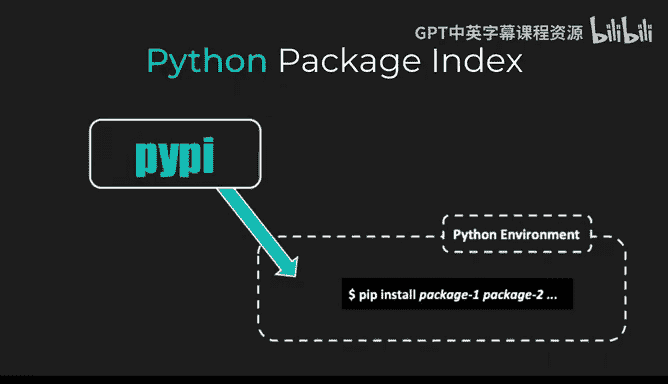 GPT中英字幕课程资源 bilibili
Python Package Index
pypi
Python Environment
$ pip install package-1 package-2 ...